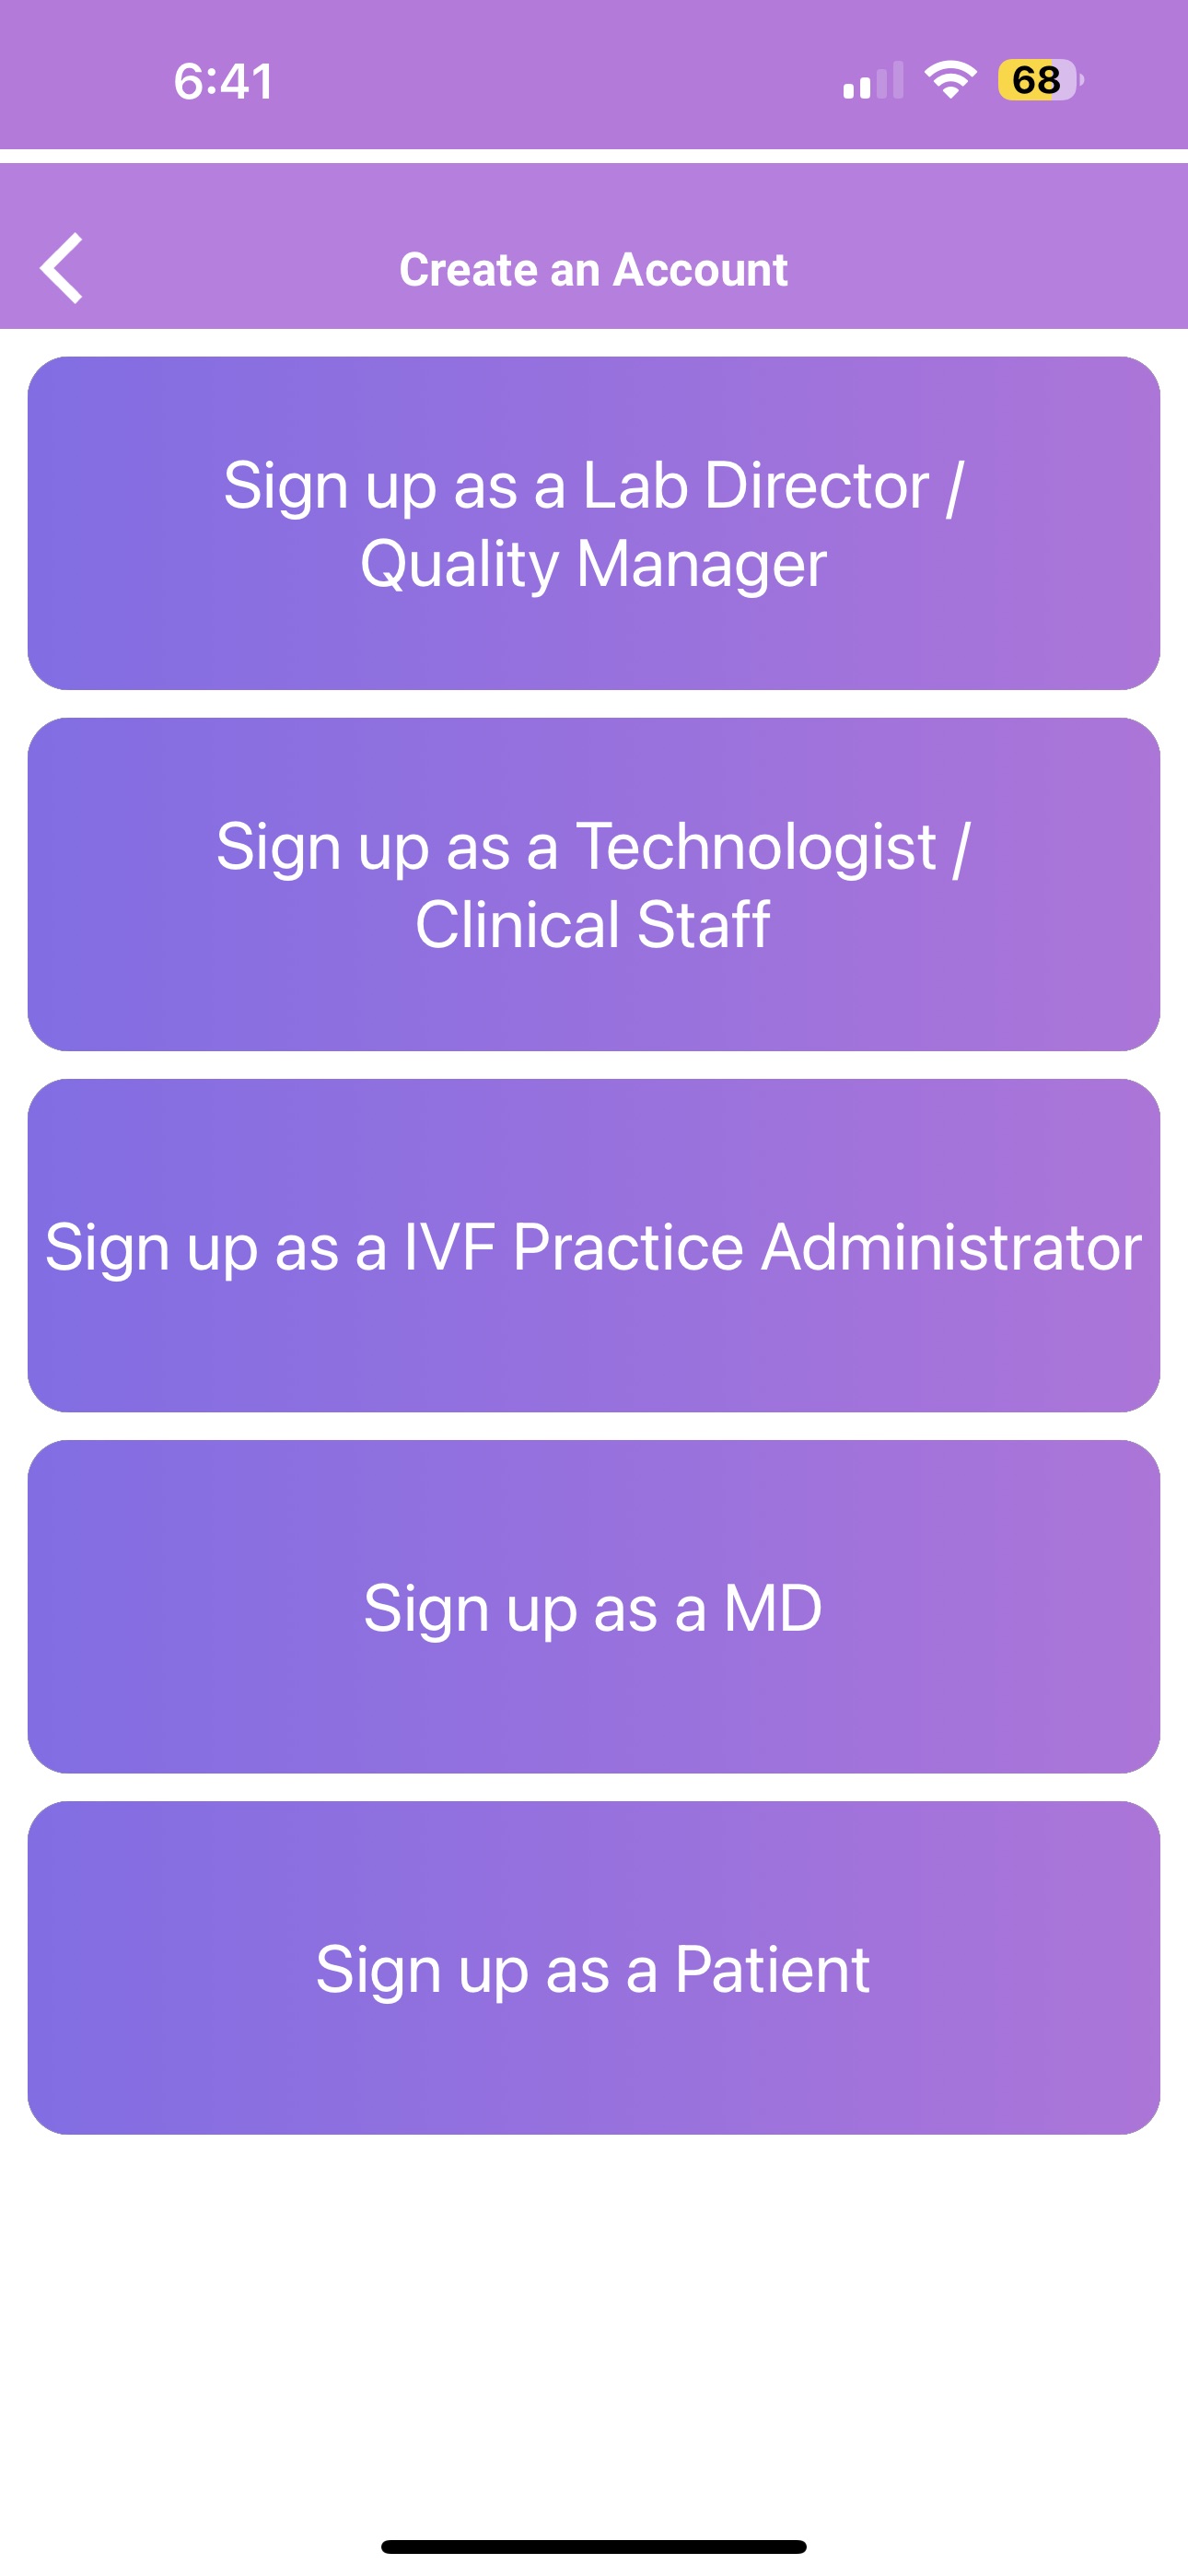 6:41
68
Create an Account
Sign up as a Lab Director /
Quality Manager
Sign up as a Technologist /
Clinical Staff
Sign up as a IVF Practice Administrator
Sign up as a MD
Sign up as a Patient